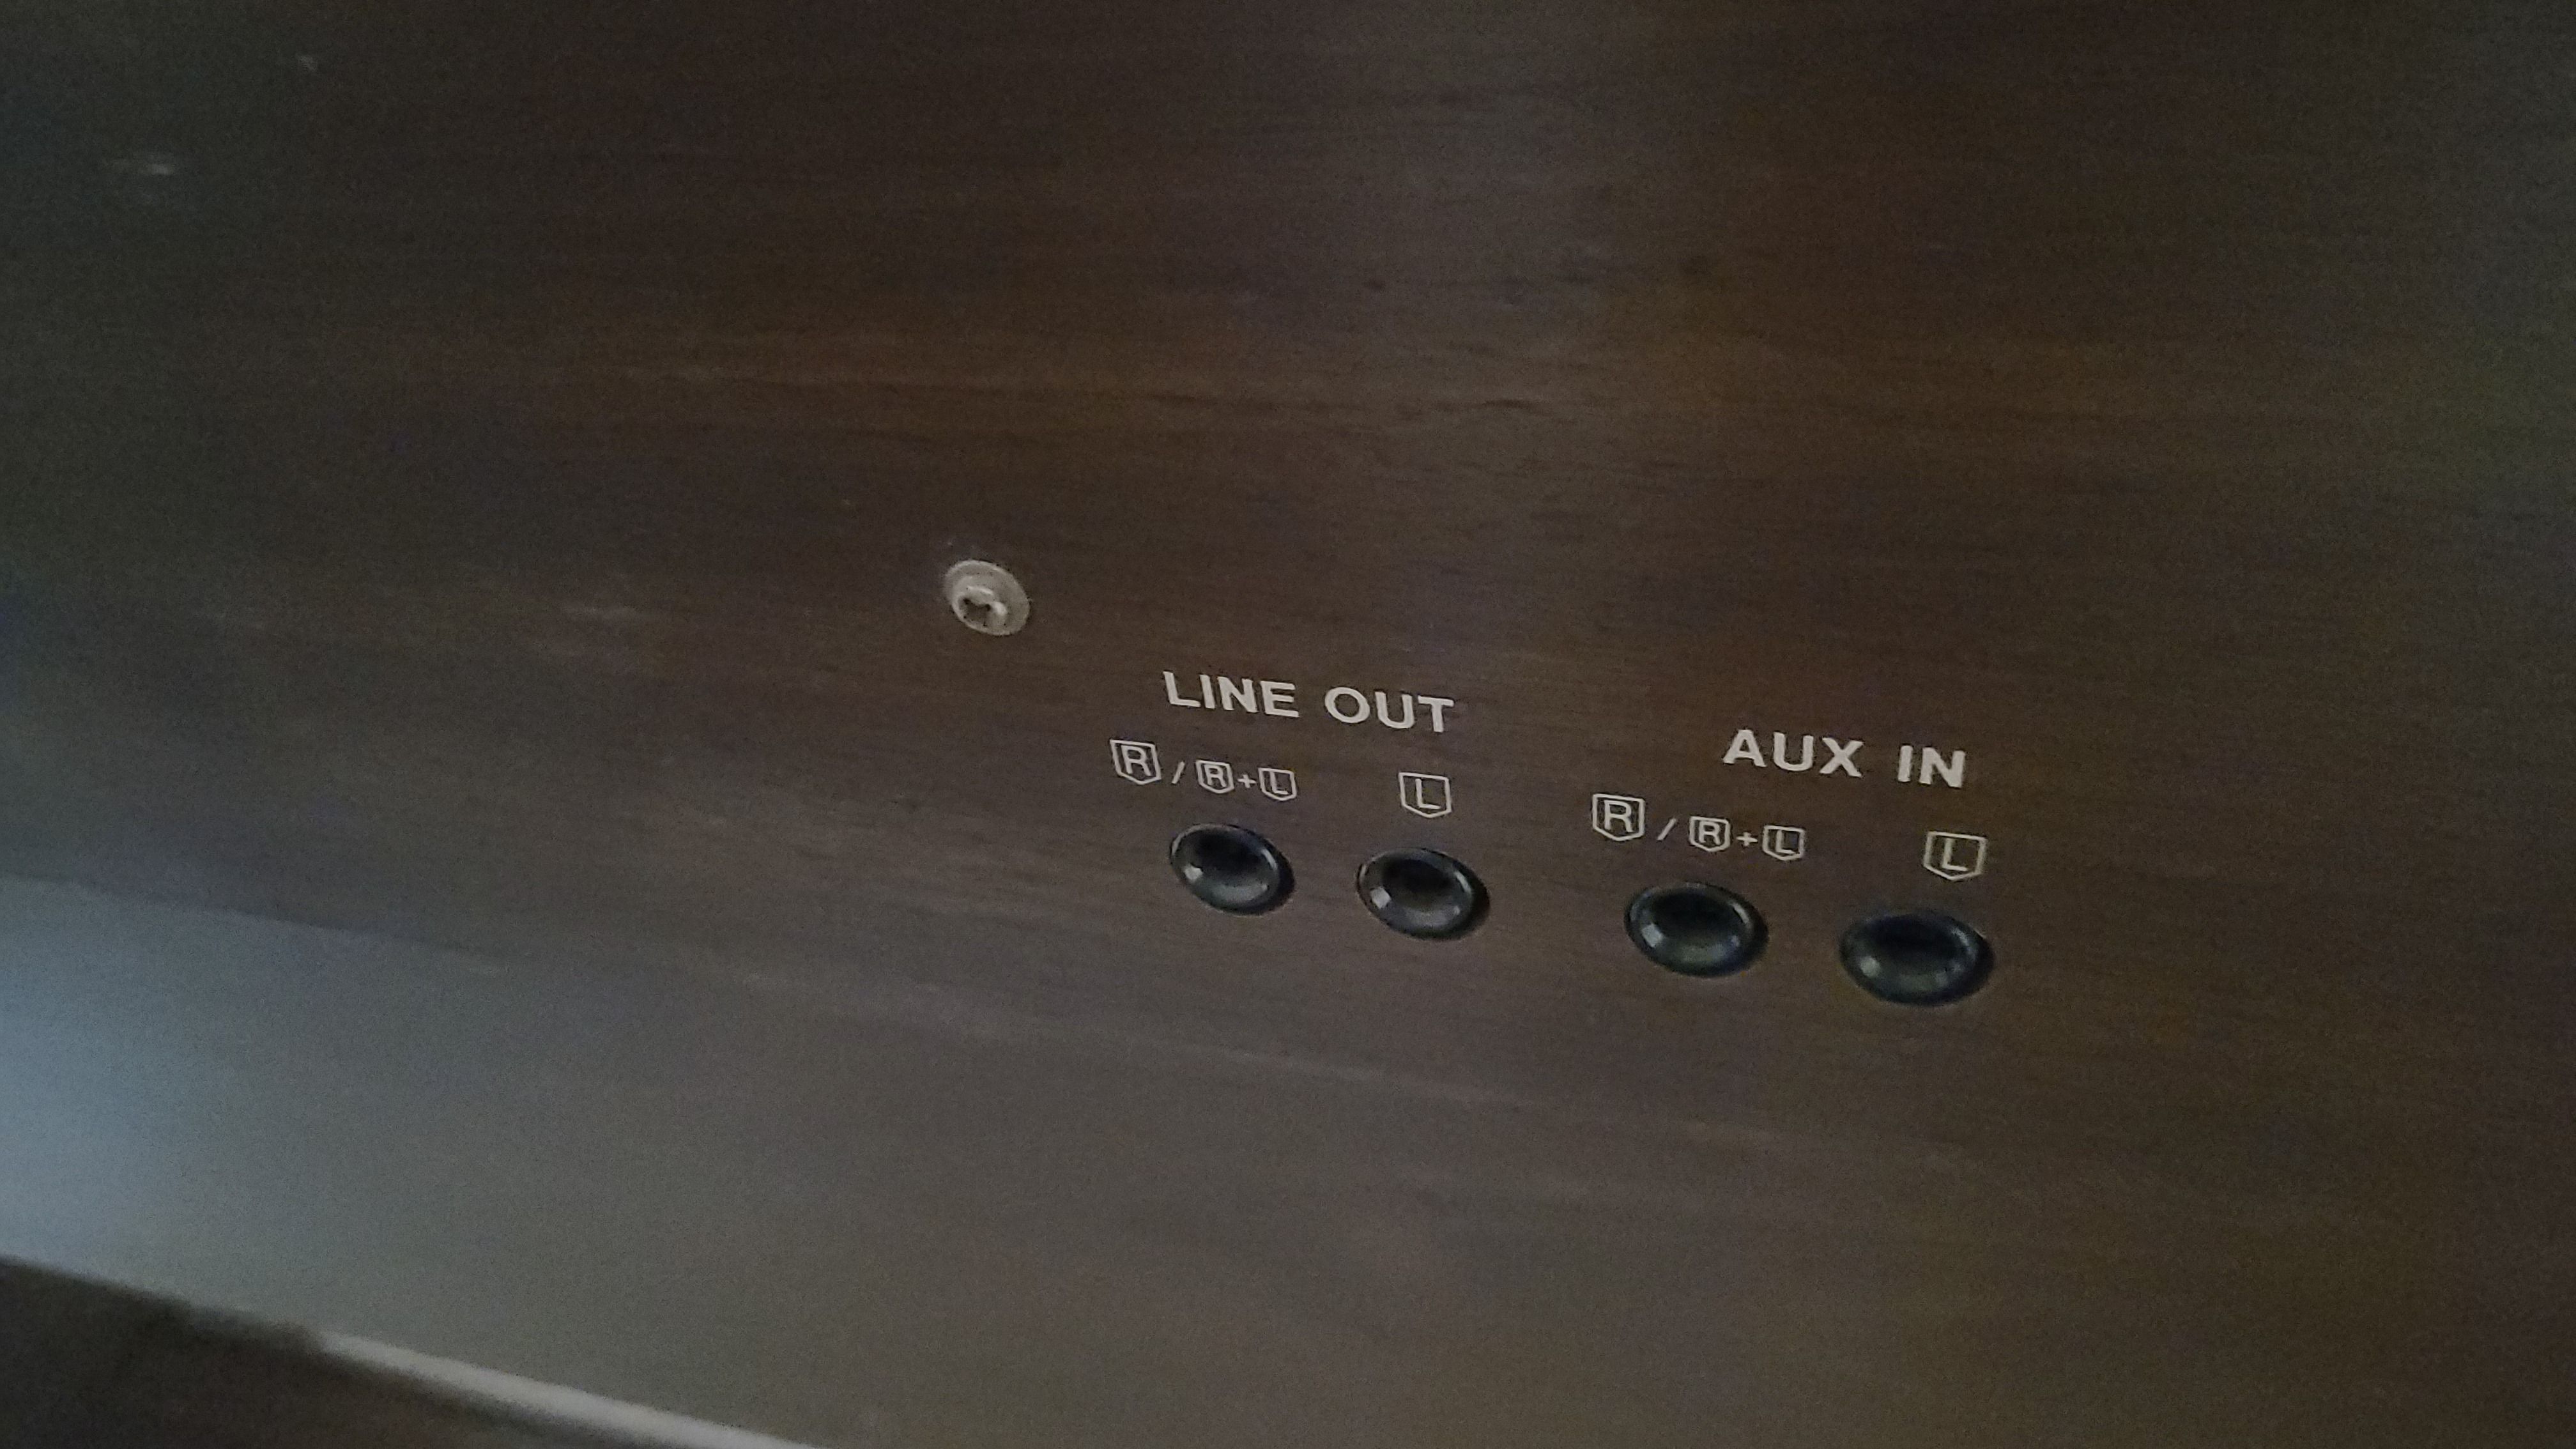 LINE OUT
R / R+L L
AUX IN
R / R+L L